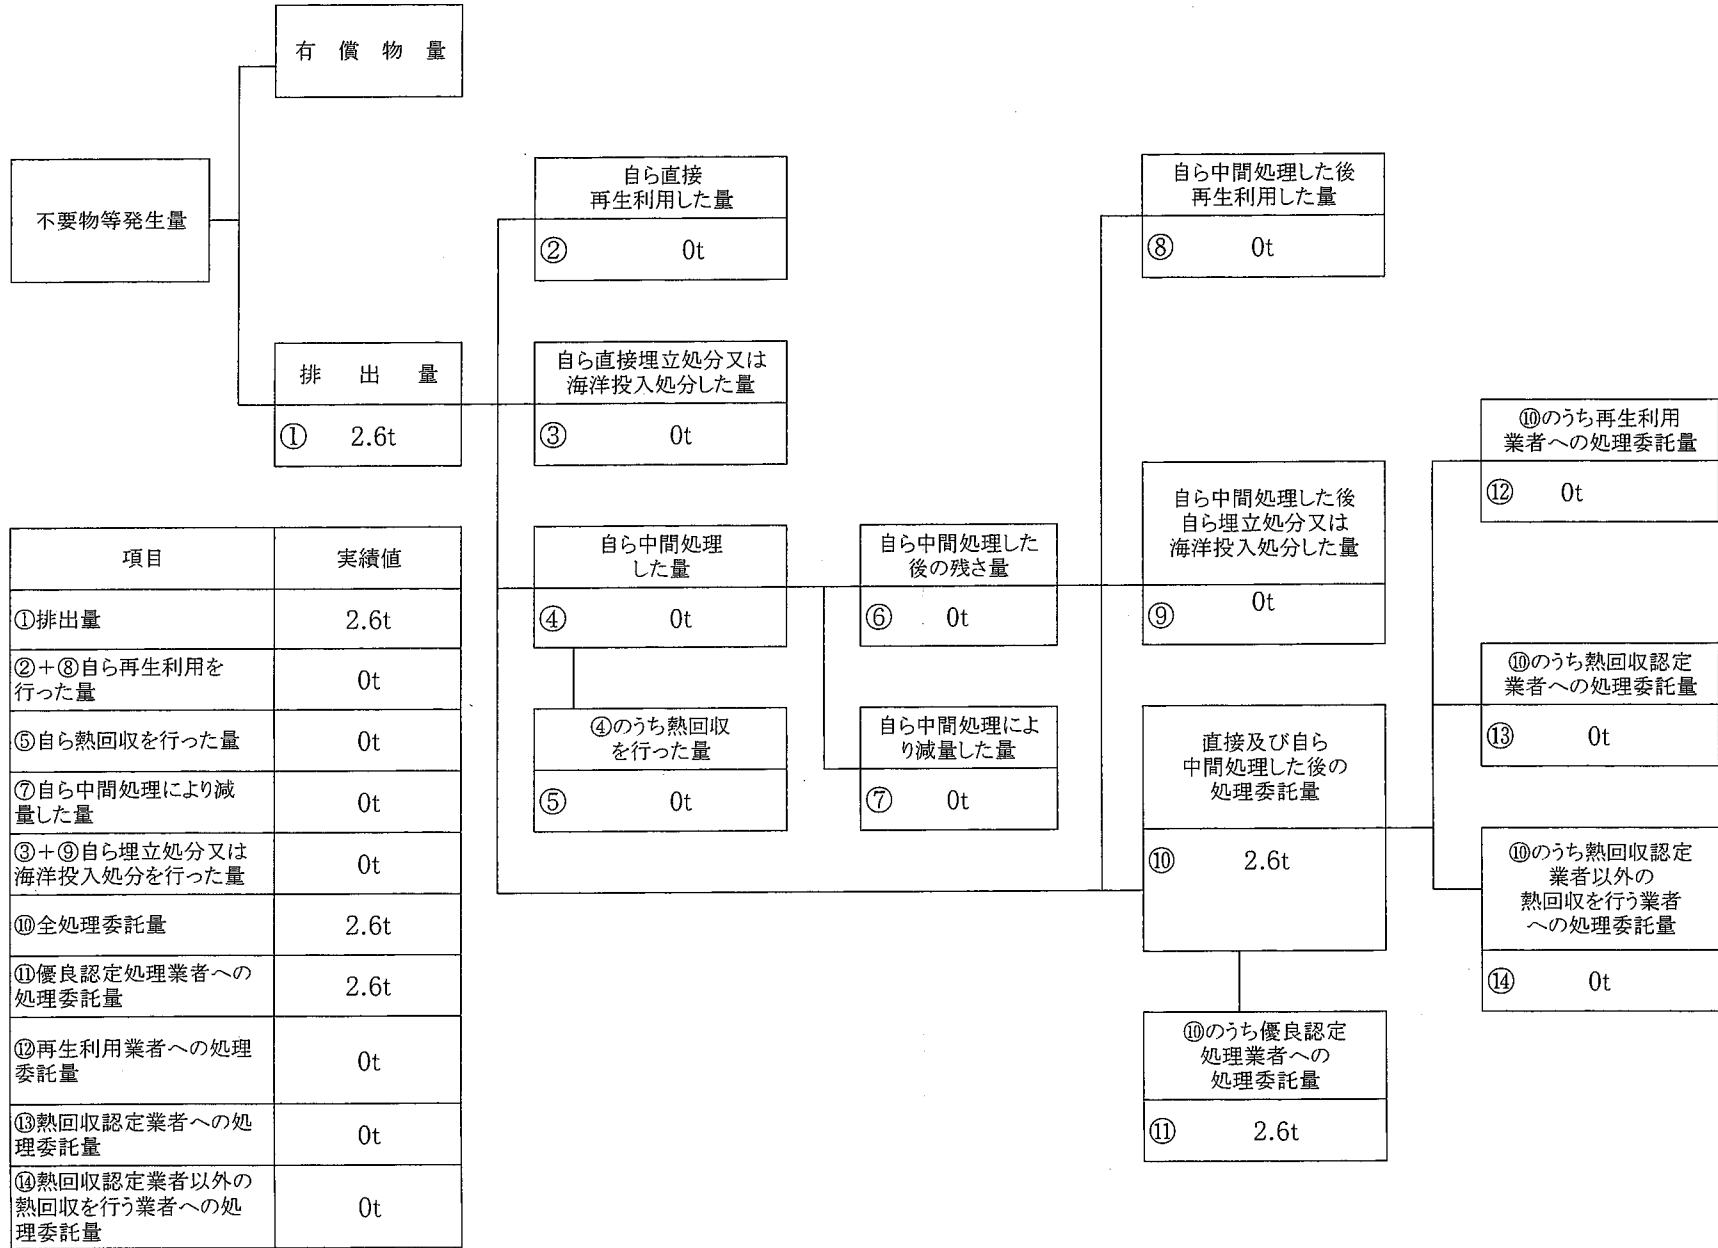 有償物量
不要物等発生量
排出量
① 2.6t
自ら直接
再生利用した量
② 0t
自ら直接埋立処分又は
海洋投入処分した量
③ 0t
自ら中間処理
した量
④ 0t
④のうち熱回収
を行った量
⑤ 0t
自ら中間処理した
後の残さ量
⑥ 0t
自ら中間処理によ
り減量した量
⑦ 0t
自ら中間処理した後
再生利用した量
⑧ 0t
自ら中間処理した後
自ら埋立処分又は
海洋投入処分した量
0t
⑨
直接及び自ら
中間処理した後の
処理委託量
⑩ 2.6t
⑩のうち優良認定
処理業者への
処理委託量
⑪ 2.6t
⑩のうち再生利用
業者への処理委託量
⑫ 0t
⑩のうち熱回収認定
業者への処理委託量
⑬ 0t
⑩のうち熱回収認定
業者以外の
熱回収を行う業者
への処理委託量
⑭ 0t
項目 実績値
①排出量 2.6t
②+⑧自ら再生利用を
行った量 0t
⑤自ら熱回収を行った量 0t
⑦自ら中間処理により減
量した量 0t
③+⑨自ら埋立処分又は
海洋投入処分を行った量 0t
⑩全処理委託量 2.6t
⑪優良認定処理業者への
処理委託量 2.6t
⑫再生利用業者への処理
委託量 0t
⑬熱回収認定業者への処
理委託量 0t
⑭熱回収認定業者以外の
熱回収を行う業者への処
理委託量 0t